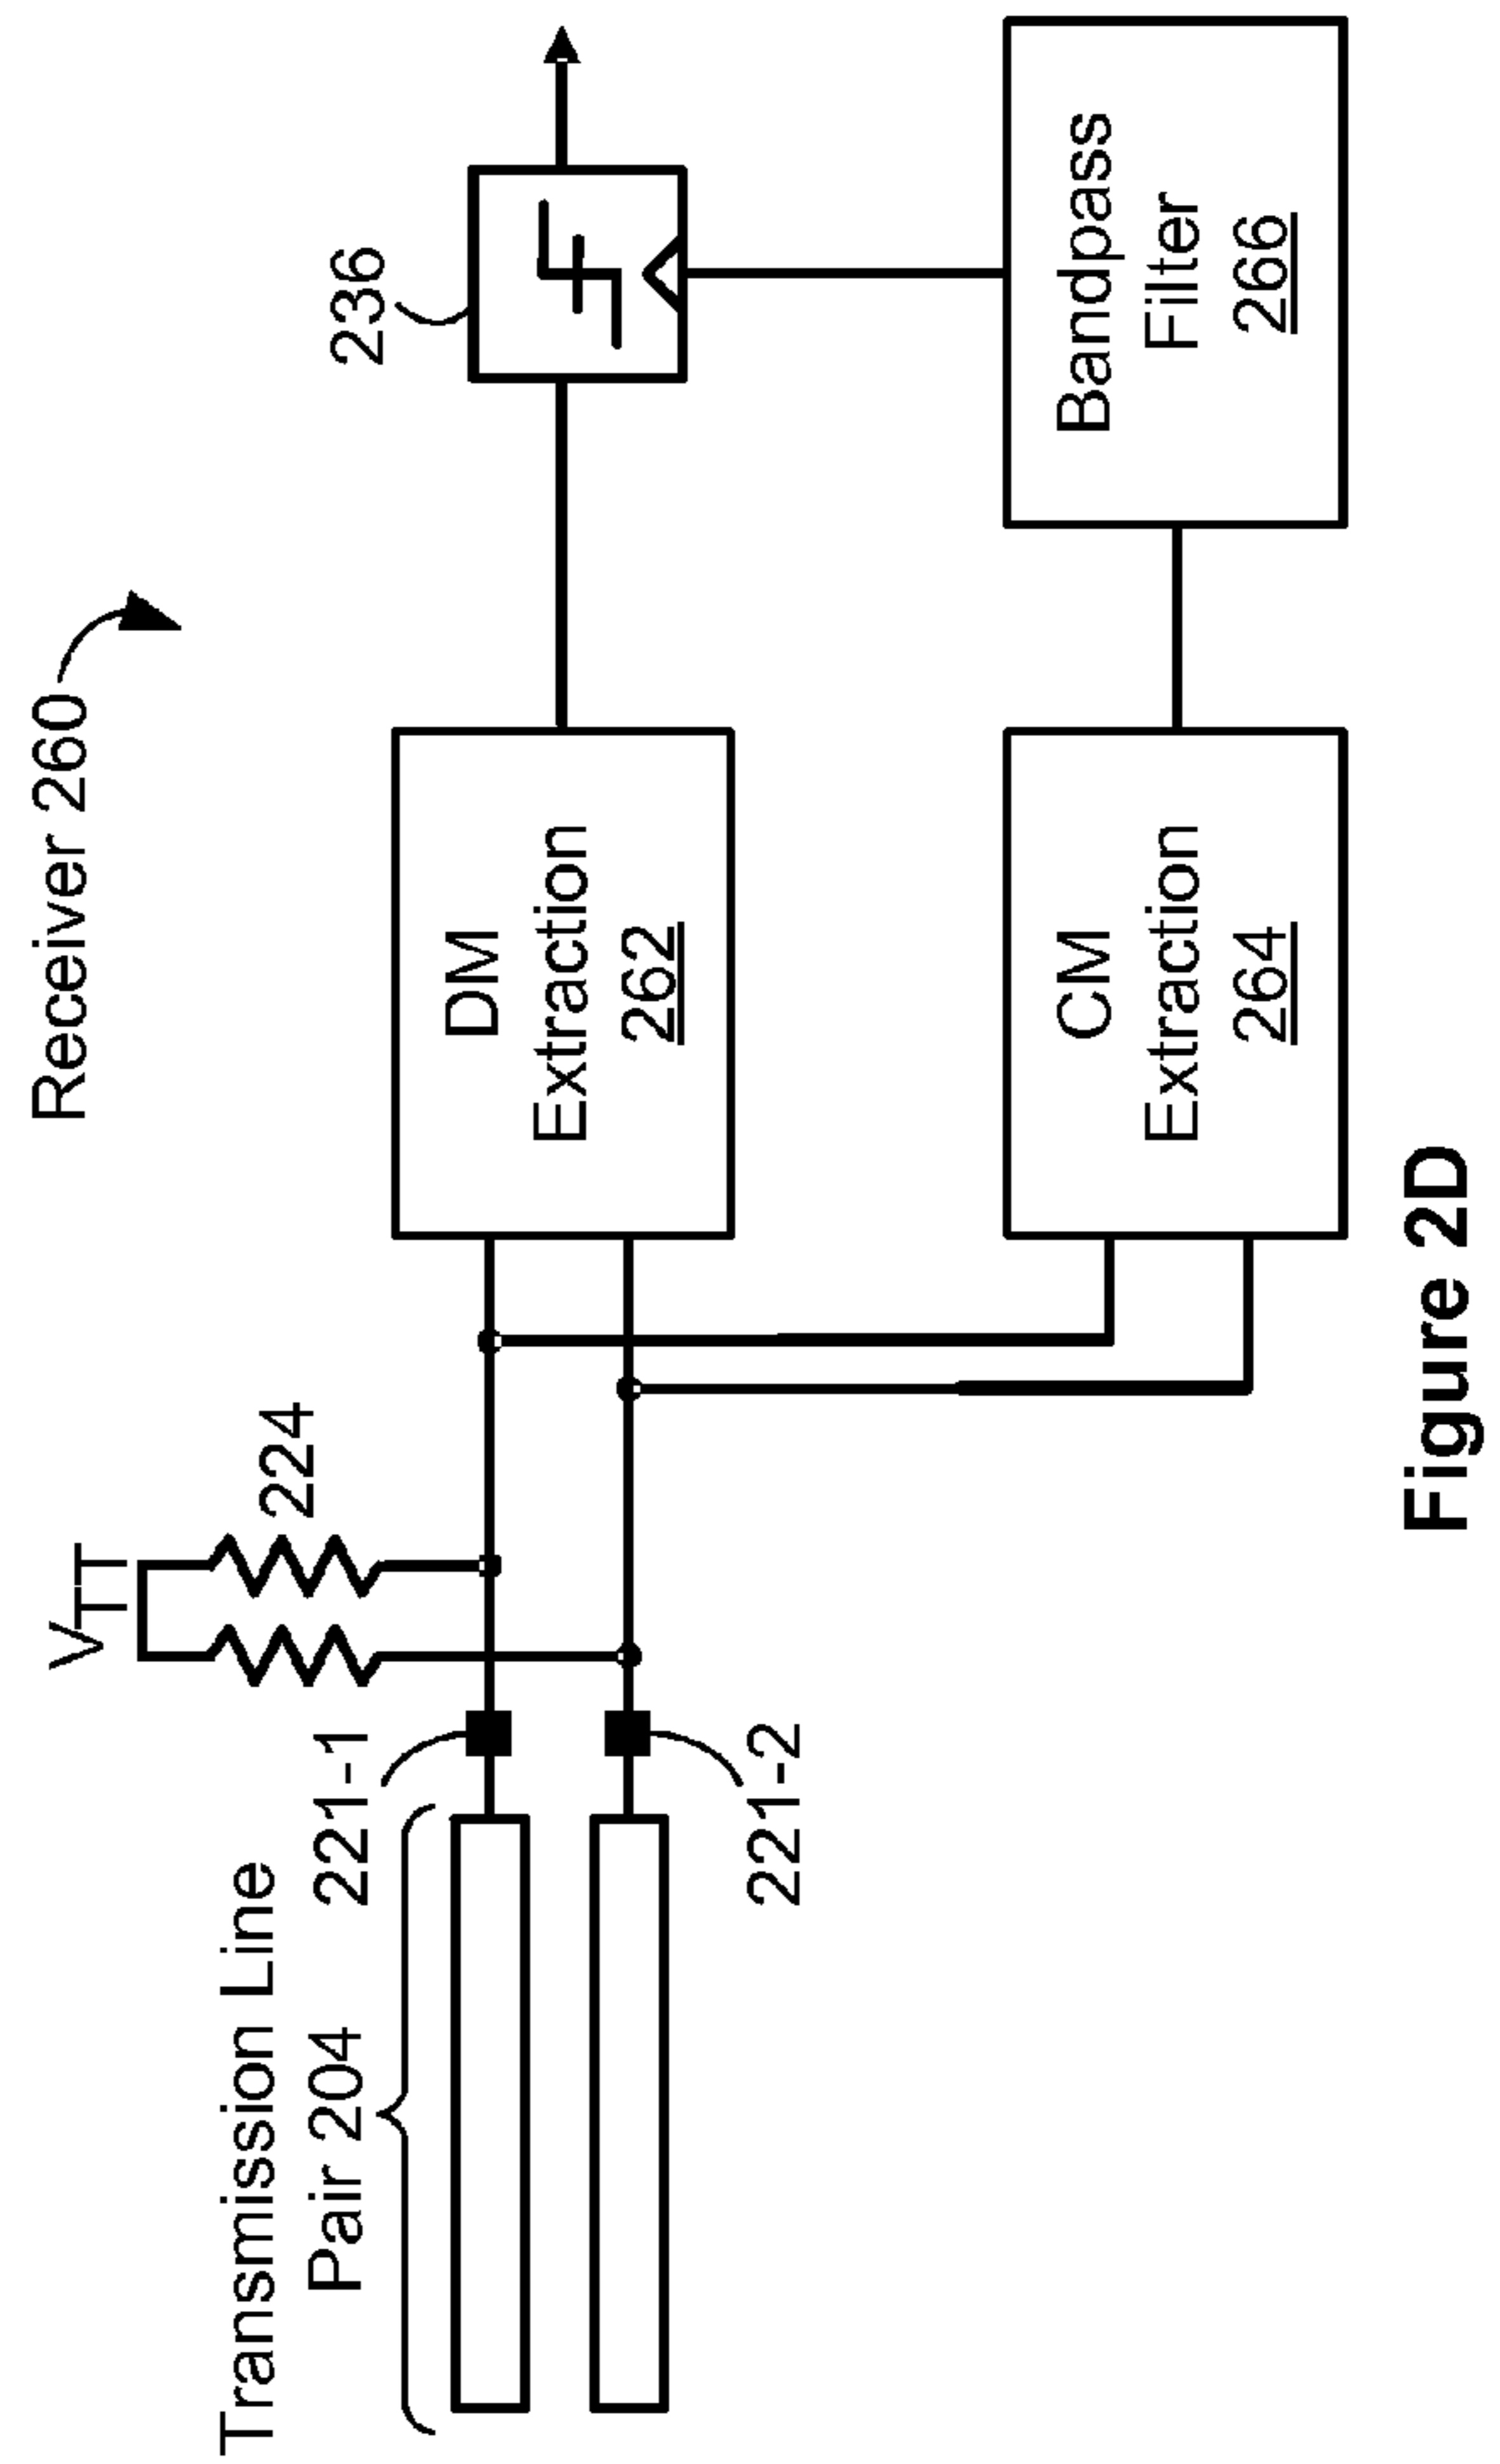 Receiver 260
V_TT
224
236
Transmission Line
Pair 204
221-1
221-2
DM
Extraction
262
CM
Extraction
264
Bandpass
Filter
266
Figure 2D